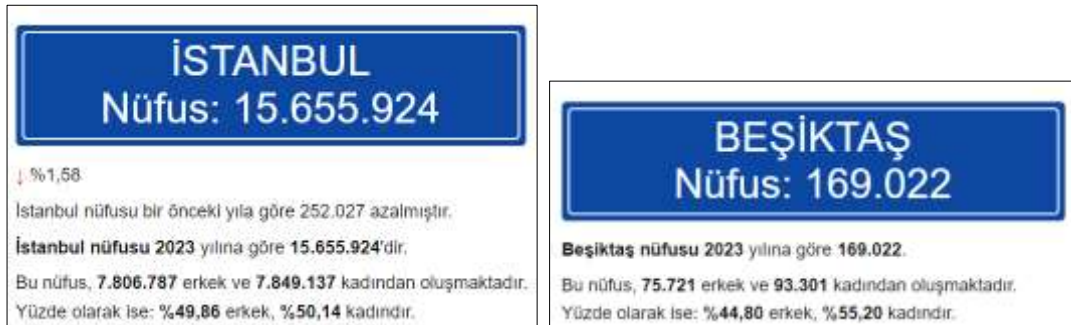 İSTANBUL
Nüfus: 15.655.924
↓ %1,58
İstanbul nüfusu bir önceki yıla göre 252.027 azalmıştır.
İstanbul nüfusu 2023 yılına göre 15.655.924'dir.
Bu nüfus, 7.806.787 erkek ve 7.849.137 kadından oluşmaktadır.
Yüzde olarak ise: %49,86 erkek, %50,14 kadındır.
BEŞİKTAŞ
Nüfus: 169.022
Beşiktaş nüfusu 2023 yılına göre 169.022.
Bu nüfus, 75.721 erkek ve 93.301 kadından oluşmaktadır.
Yüzde olarak ise: %44,80 erkek, %55,20 kadındır.